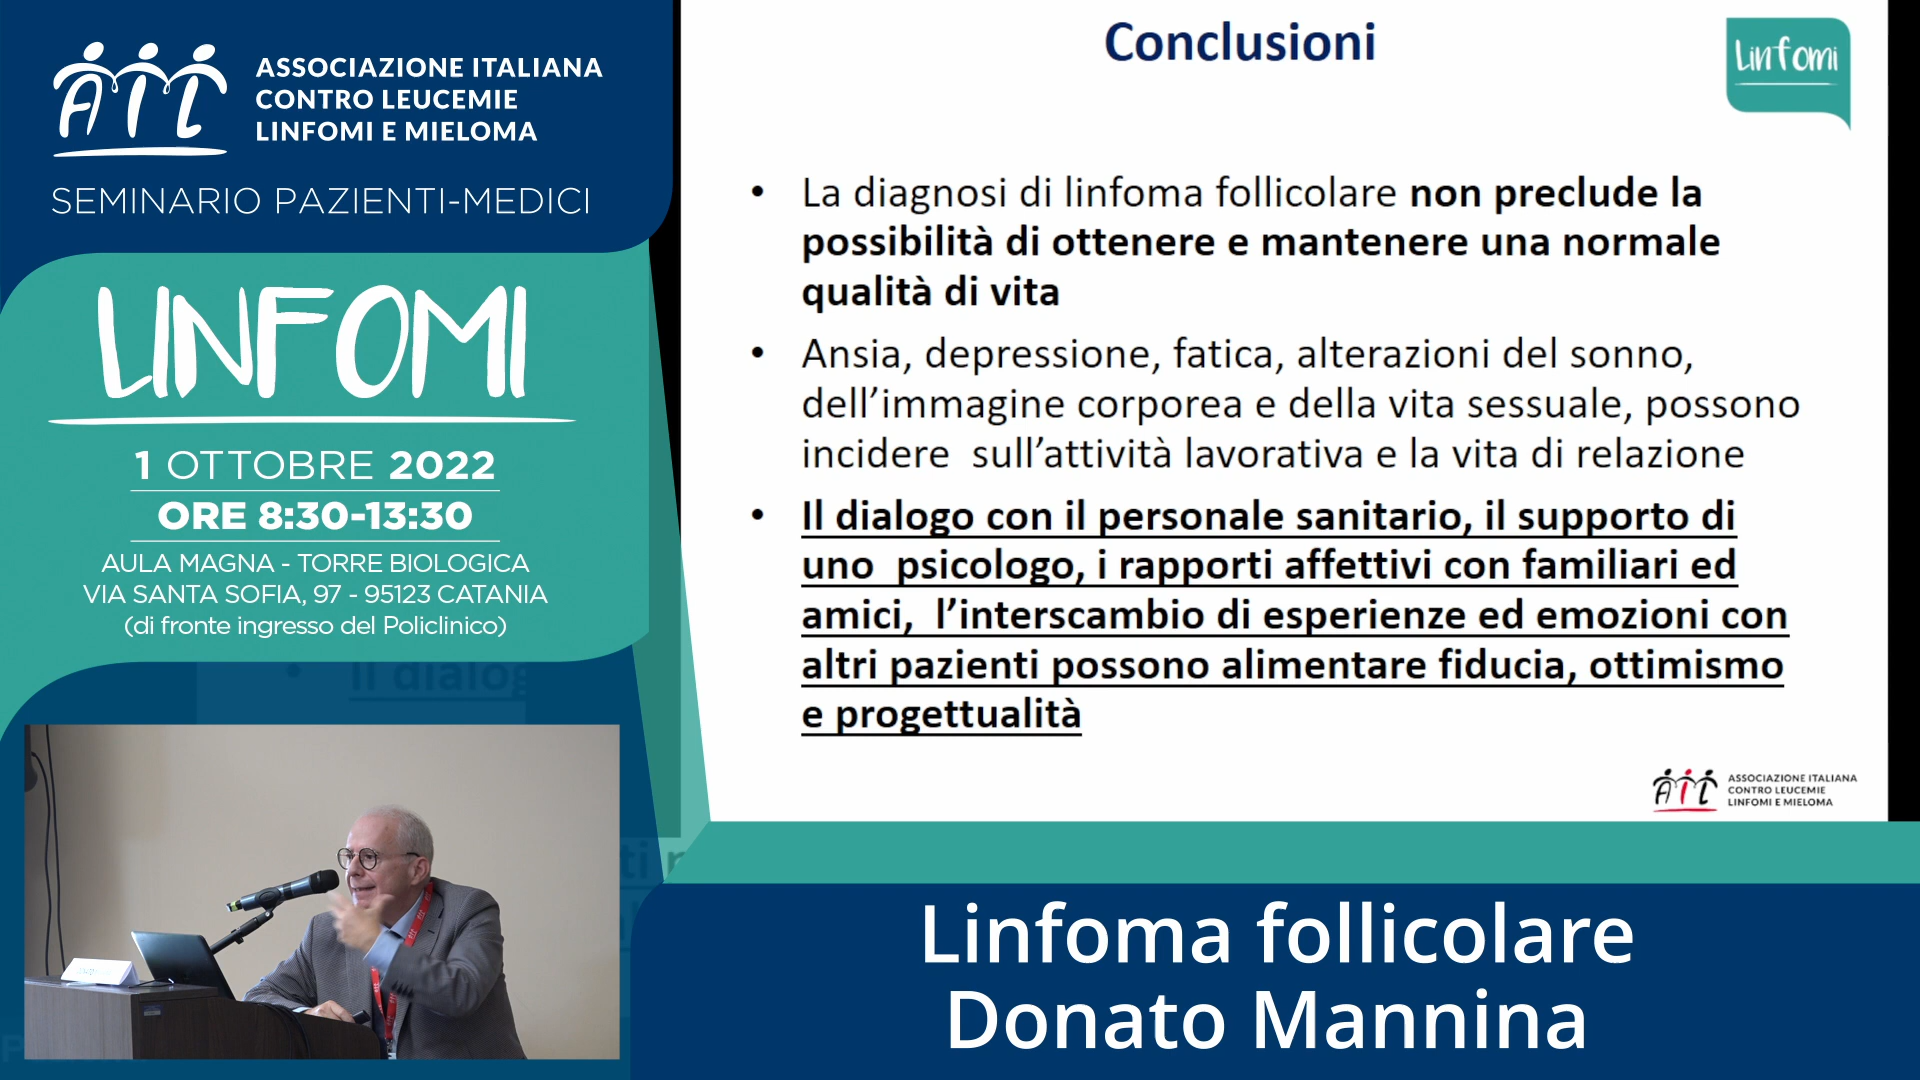 AIL
ASSOCIAZIONE ITALIANA
CONTRO LEUCEMIE
LINFOMI E MIELOMA
SEMINARIO PAZIENTI-MEDICI
LINFOMI
1 OTTOBRE 2022
ORE 8:30-13:30
AULA MAGNA - TORRE BIOLOGICA
VIA SANTA SOFIA, 97 - 95123 CATANIA
(di fronte ingresso del Policlinico)
Il dialog
Conclusioni
Linfomi
• La diagnosi di linfoma follicolare non preclude la
possibilità di ottenere e mantenere una normale
qualità di vita
• Ansia, depressione, fatica, alterazioni del sonno,
dell'immagine corporea e della vita sessuale, possono
incidere sull'attività lavorativa e la vita di relazione
• Il dialogo con il personale sanitario, il supporto di
uno psicologo, i rapporti affettivi con familiari ed
amici, l'interscambio di esperienze ed emozioni con
altri pazienti possono alimentare fiducia, ottimismo
e progettualità
AIL
ASSOCIAZIONE ITALIANA
CONTRO LEUCEMIE
LINFOMI E MIELOMA
Linfoma follicolare
Donato Mannina